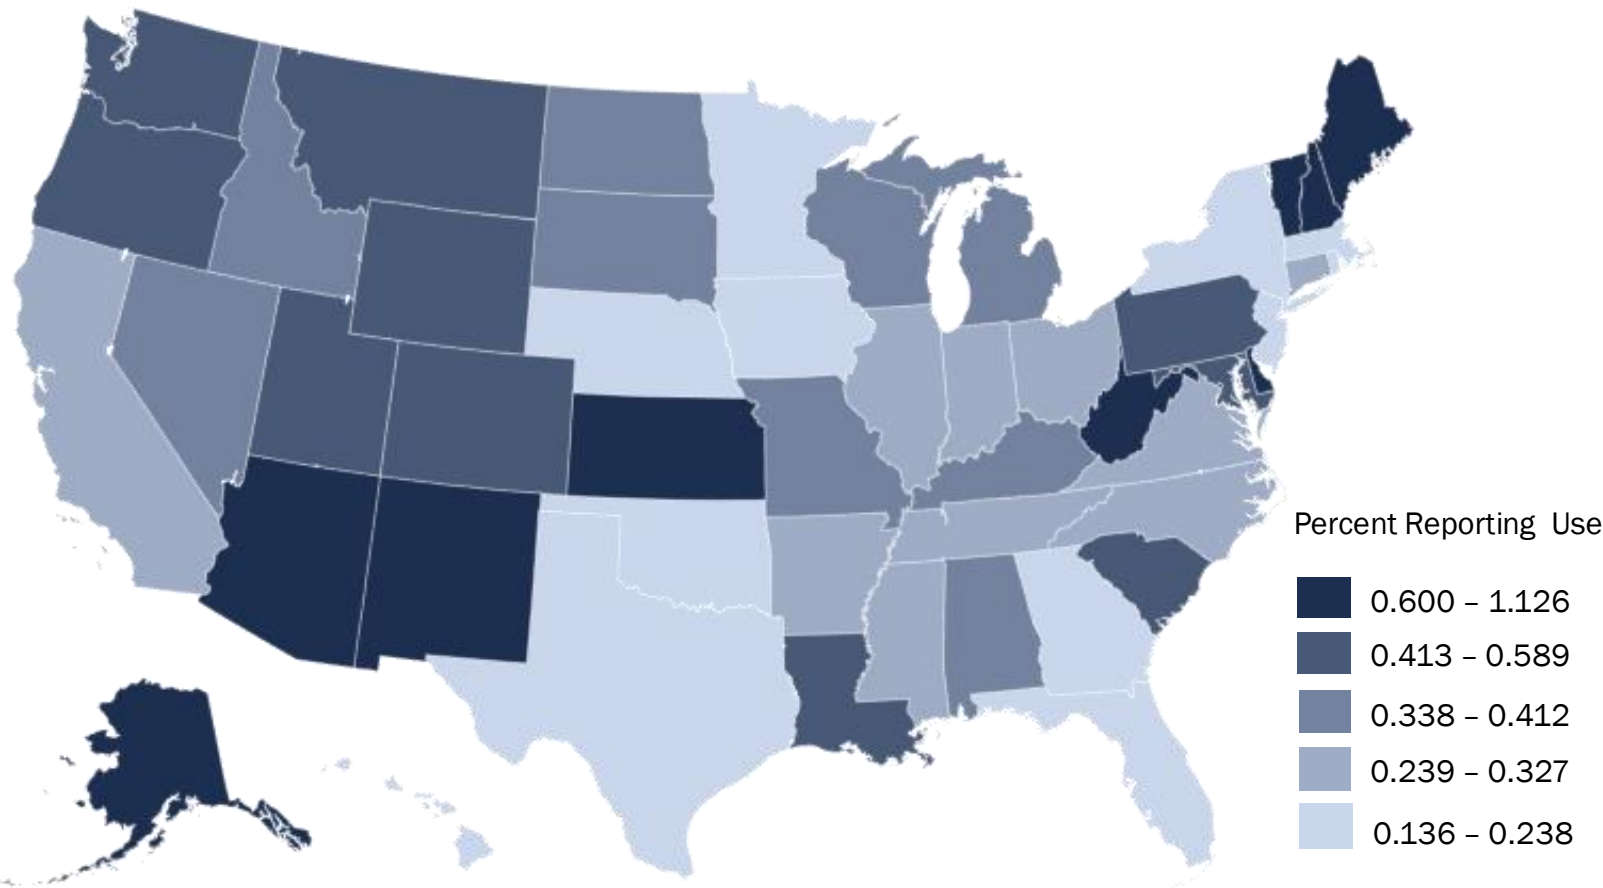 Percent Reporting Use
0.600 – 1.126
0.413 – 0.589
0.338 – 0.412
0.239 – 0.327
0.136 – 0.238